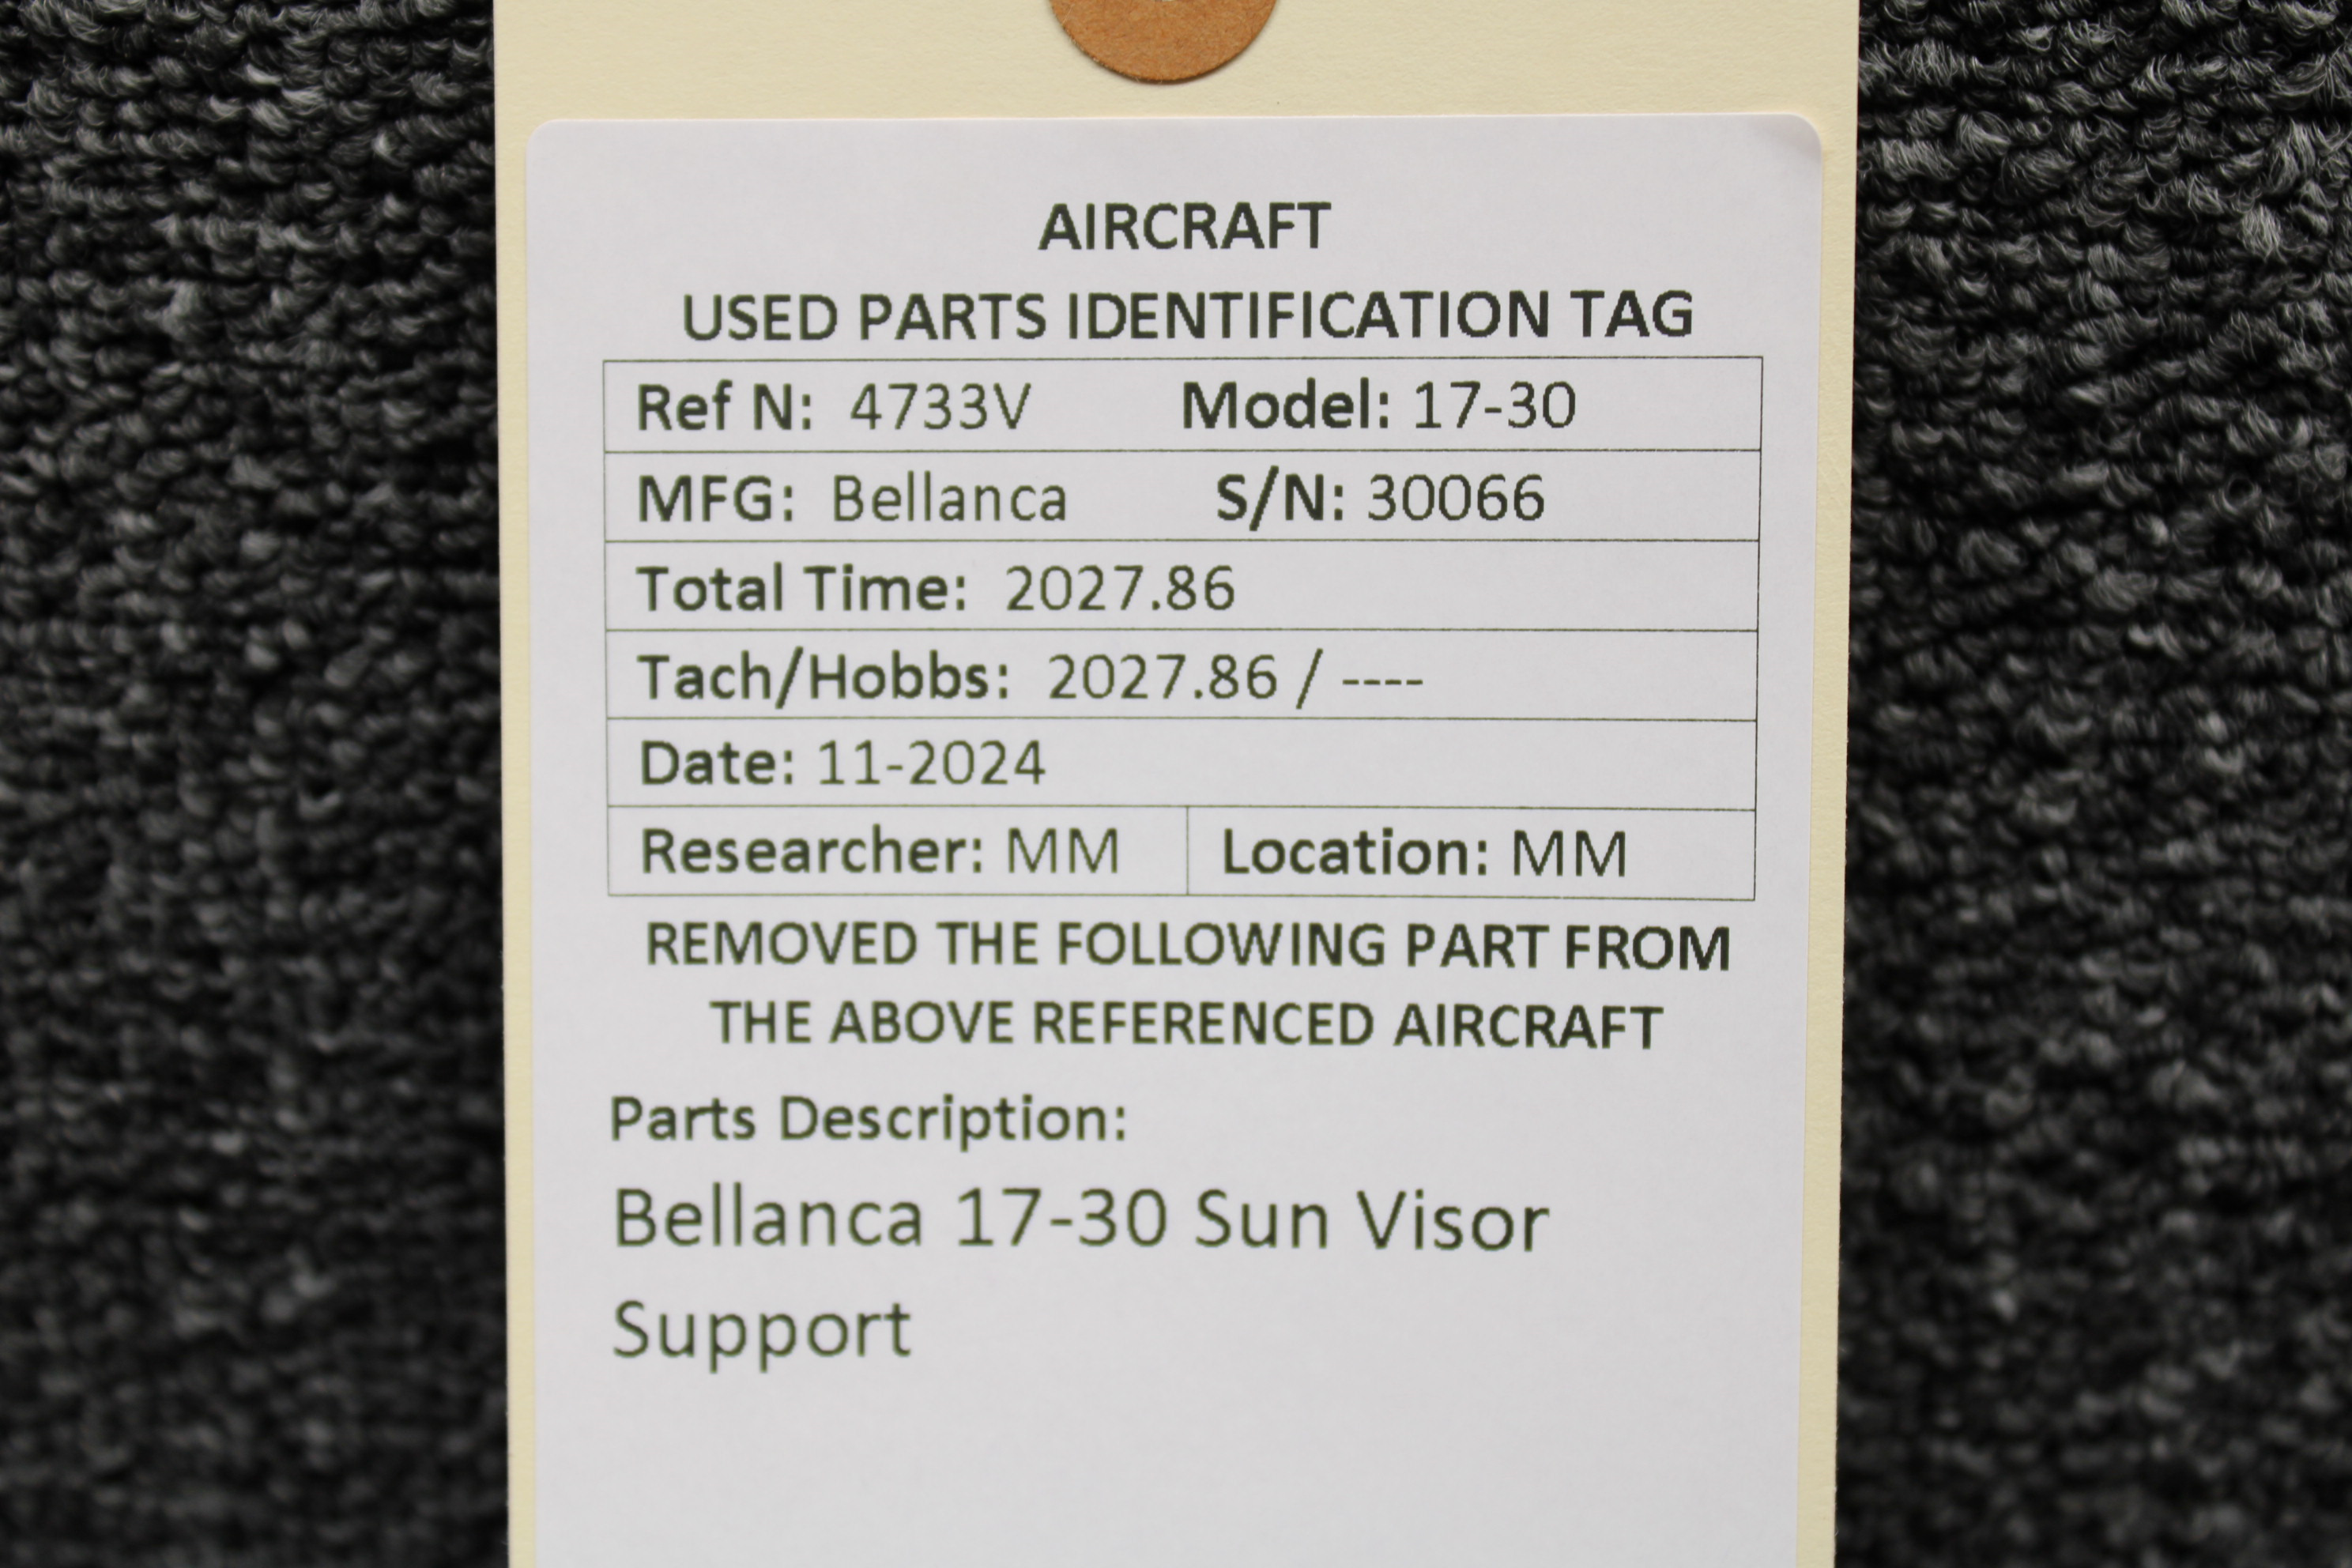 AIRCRAFT
USED PARTS IDENTIFICATION TAG
Ref N: 4733V Model: 17-30
MFG: Bellanca S/N: 30066
Total Time: 2027.86
Tach/Hobbs: 2027.86 / ----
Date: 11-2024
Researcher: MM Location: MM
REMOVED THE FOLLOWING PART FROM
THE ABOVE REFERENCED AIRCRAFT
Parts Description:
Bellanca 17-30 Sun Visor
Support